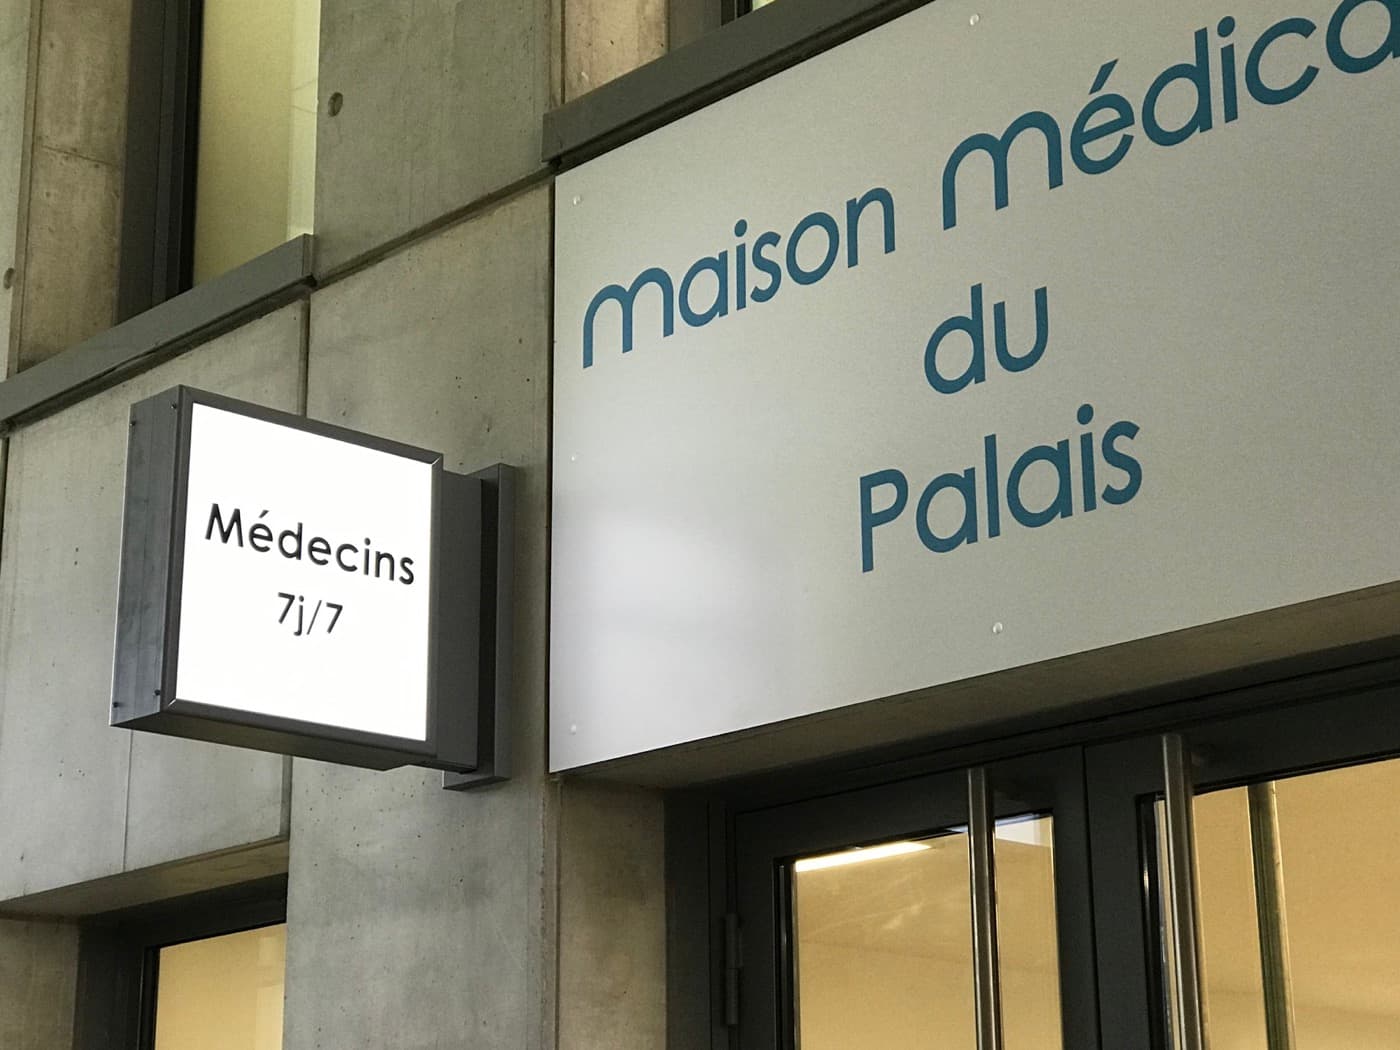 maison médica
du
Palais
Médecins
7j/7